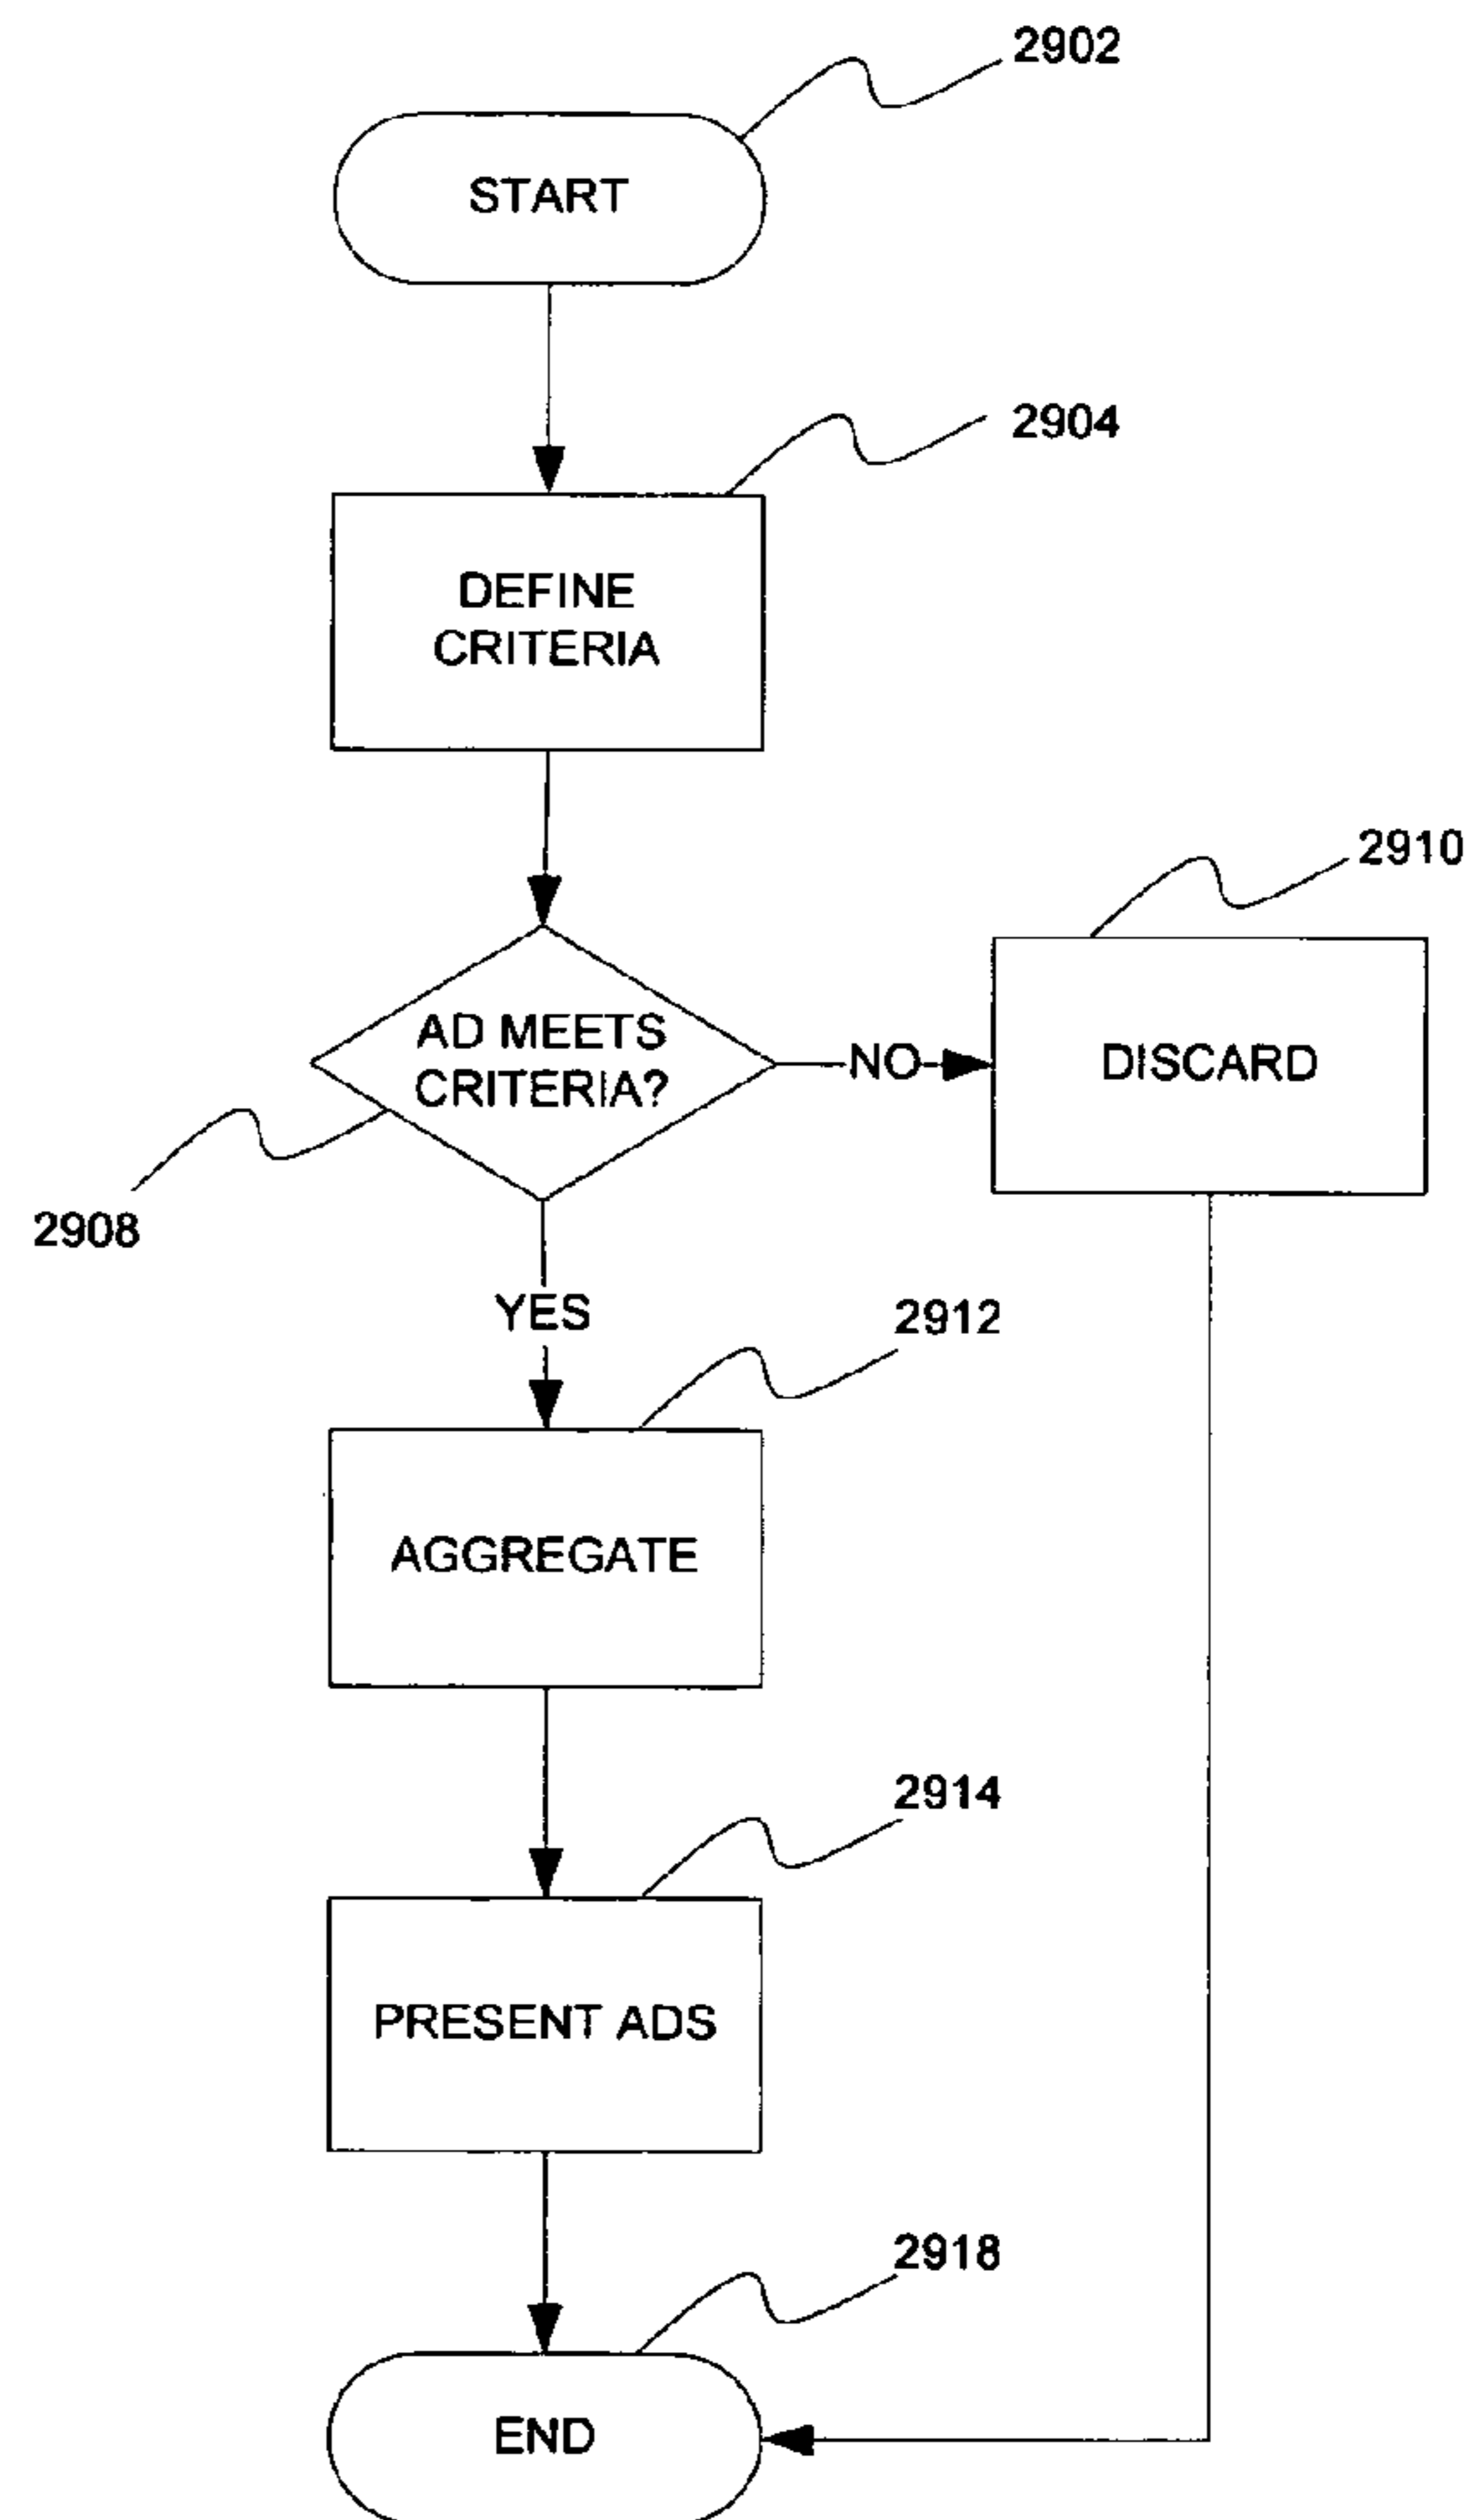 2902
START
2904
DEFINE
CRITERIA
2910
AD MEETS
CRITERIA?
NO
DISCARD
2908
YES
2912
AGGREGATE
2914
PRESENT ADS
2918
END